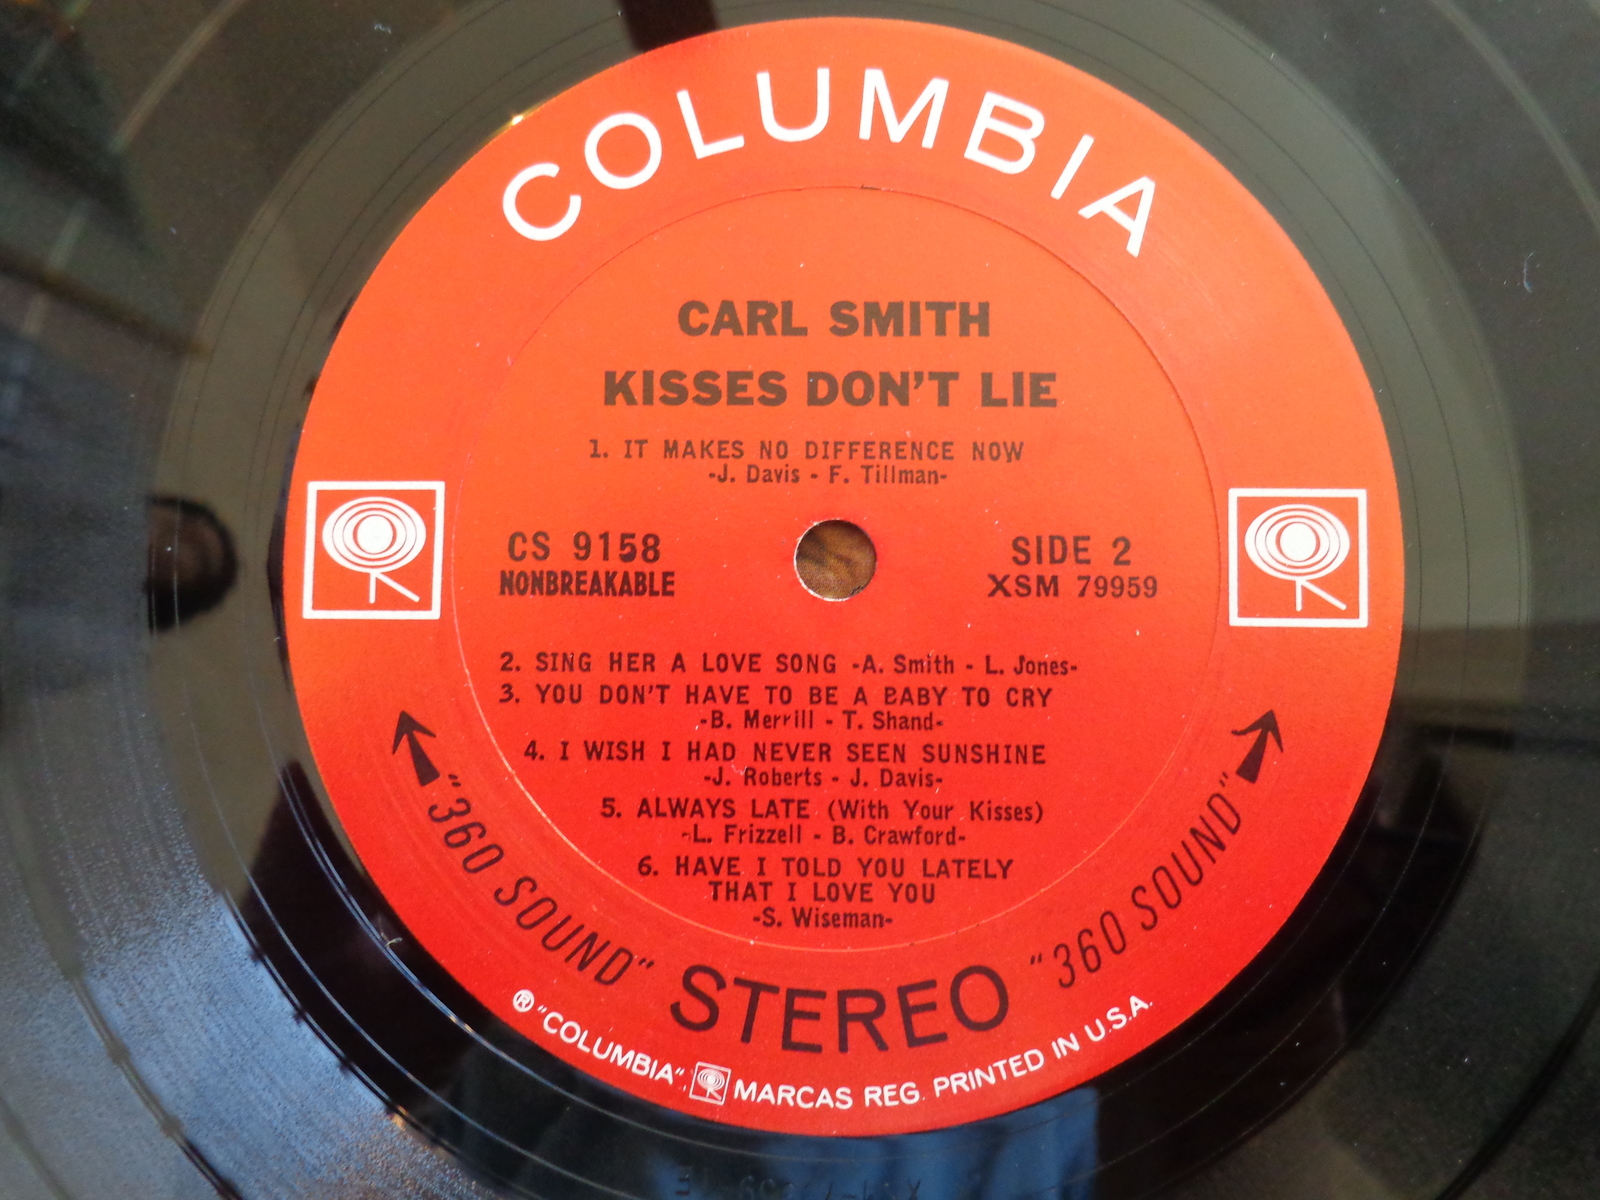 COLUMBIA
CARL SMITH
KISSES DON'T LIE
1. IT MAKES NO DIFFERENCE NOW
-J. Davis - F. Tillman-
CS 9158
NONBREAKABLE
SIDE 2
XSM 79959
2. SING HER A LOVE SONG -A. Smith - L. Jones-
3. YOU DON'T HAVE TO BE A BABY TO CRY
-B. Merrill - T. Shand-
4. I WISH I HAD NEVER SEEN SUNSHINE
-J. Roberts - J. Davis-
5. ALWAYS LATE (With Your Kisses)
-L. Frizzell - B. Crawford-
6. HAVE I TOLD YOU LATELY
THAT I LOVE YOU
-S. Wiseman-
"360 SOUND" STEREO "360 SOUND"
® "COLUMBIA", MARCAS REG. PRINTED IN U.S.A.